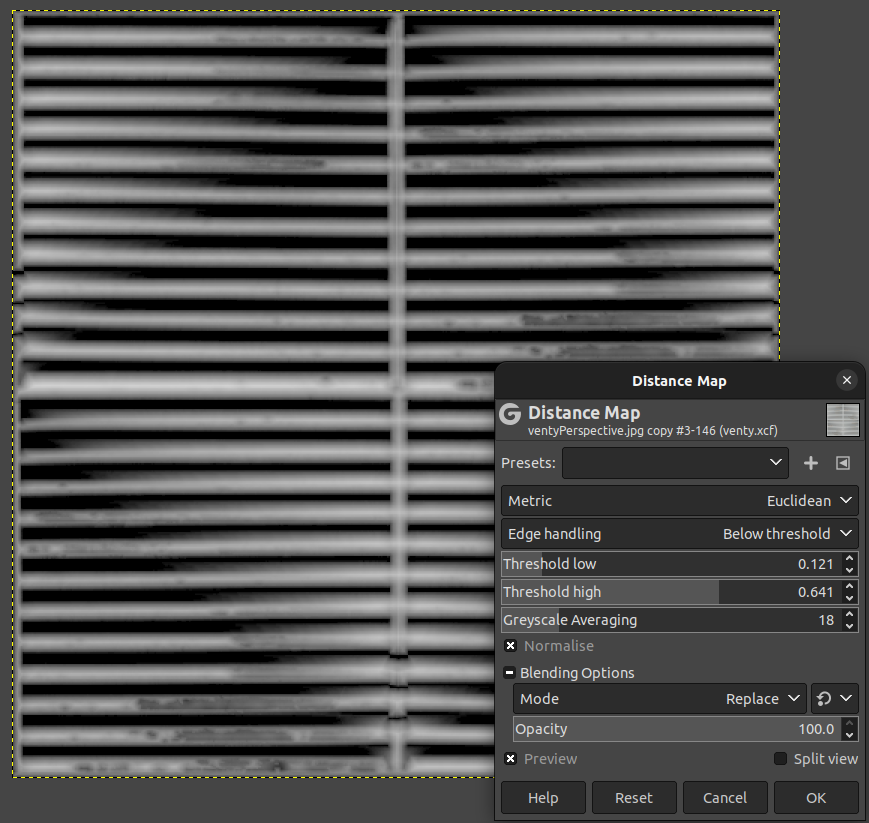 Distance Map
Distance Map
ventyPerspective.jpg copy #3-146 (venty.xcf)
Presets:
Metric Euclidean
Edge handling Below threshold
Threshold low 0.121
Threshold high 0.641
Greyscale Averaging 18
Normalise
Blending Options
Mode Replace
Opacity 100.0
Preview Split view
Help Reset Cancel OK